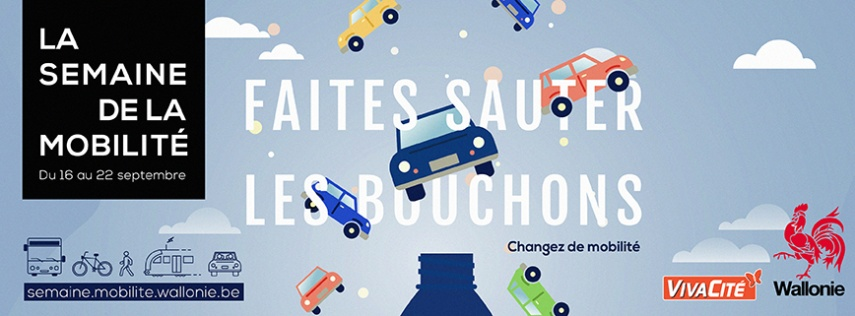 LA
SEMAINE
DE LA
MOBILITÉ
Du 16 au 22 septembre
FAITES SAUTER
LES BOUCHONS
Changez de mobilité
semaine.mobilite.wallonie.be
VIVACITÉ
Wallonie